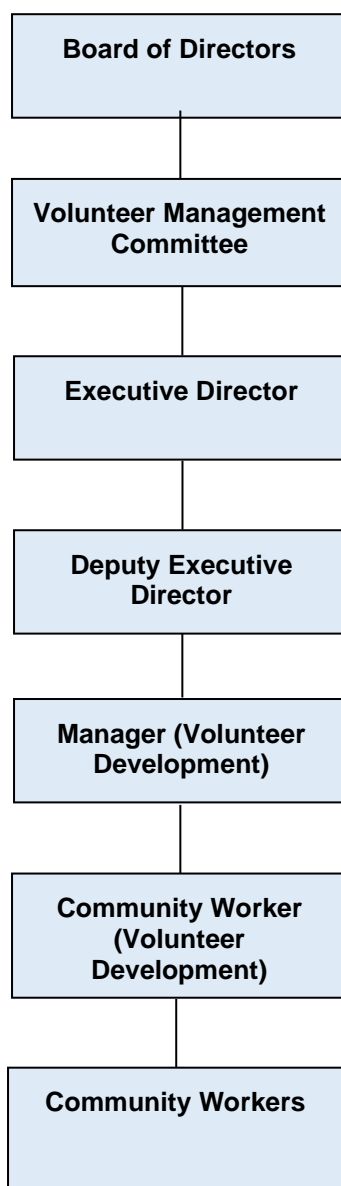 Board of Directors
Volunteer Management
Committee
Executive Director
Deputy Executive
Director
Manager (Volunteer
Development)
Community Worker
(Volunteer
Development)
Community Workers